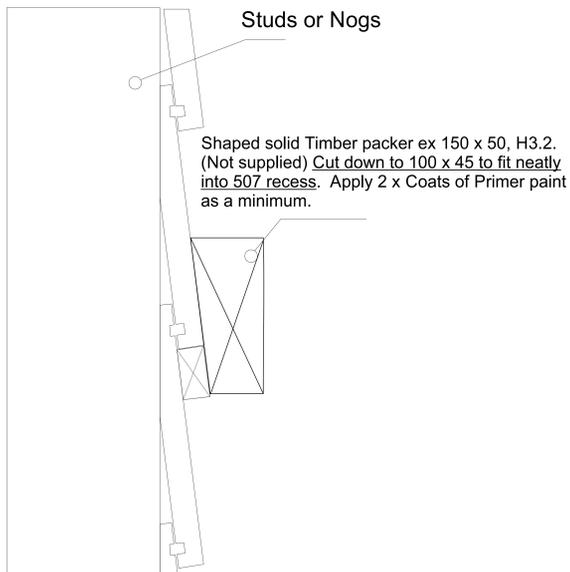 Studs or Nogs
Shaped solid Timber packer ex 150 x 50, H3.2.
(Not supplied) Cut down to 100 x 45 to fit neatly
into 507 recess.  Apply 2 x Coats of Primer paint
as a minimum.